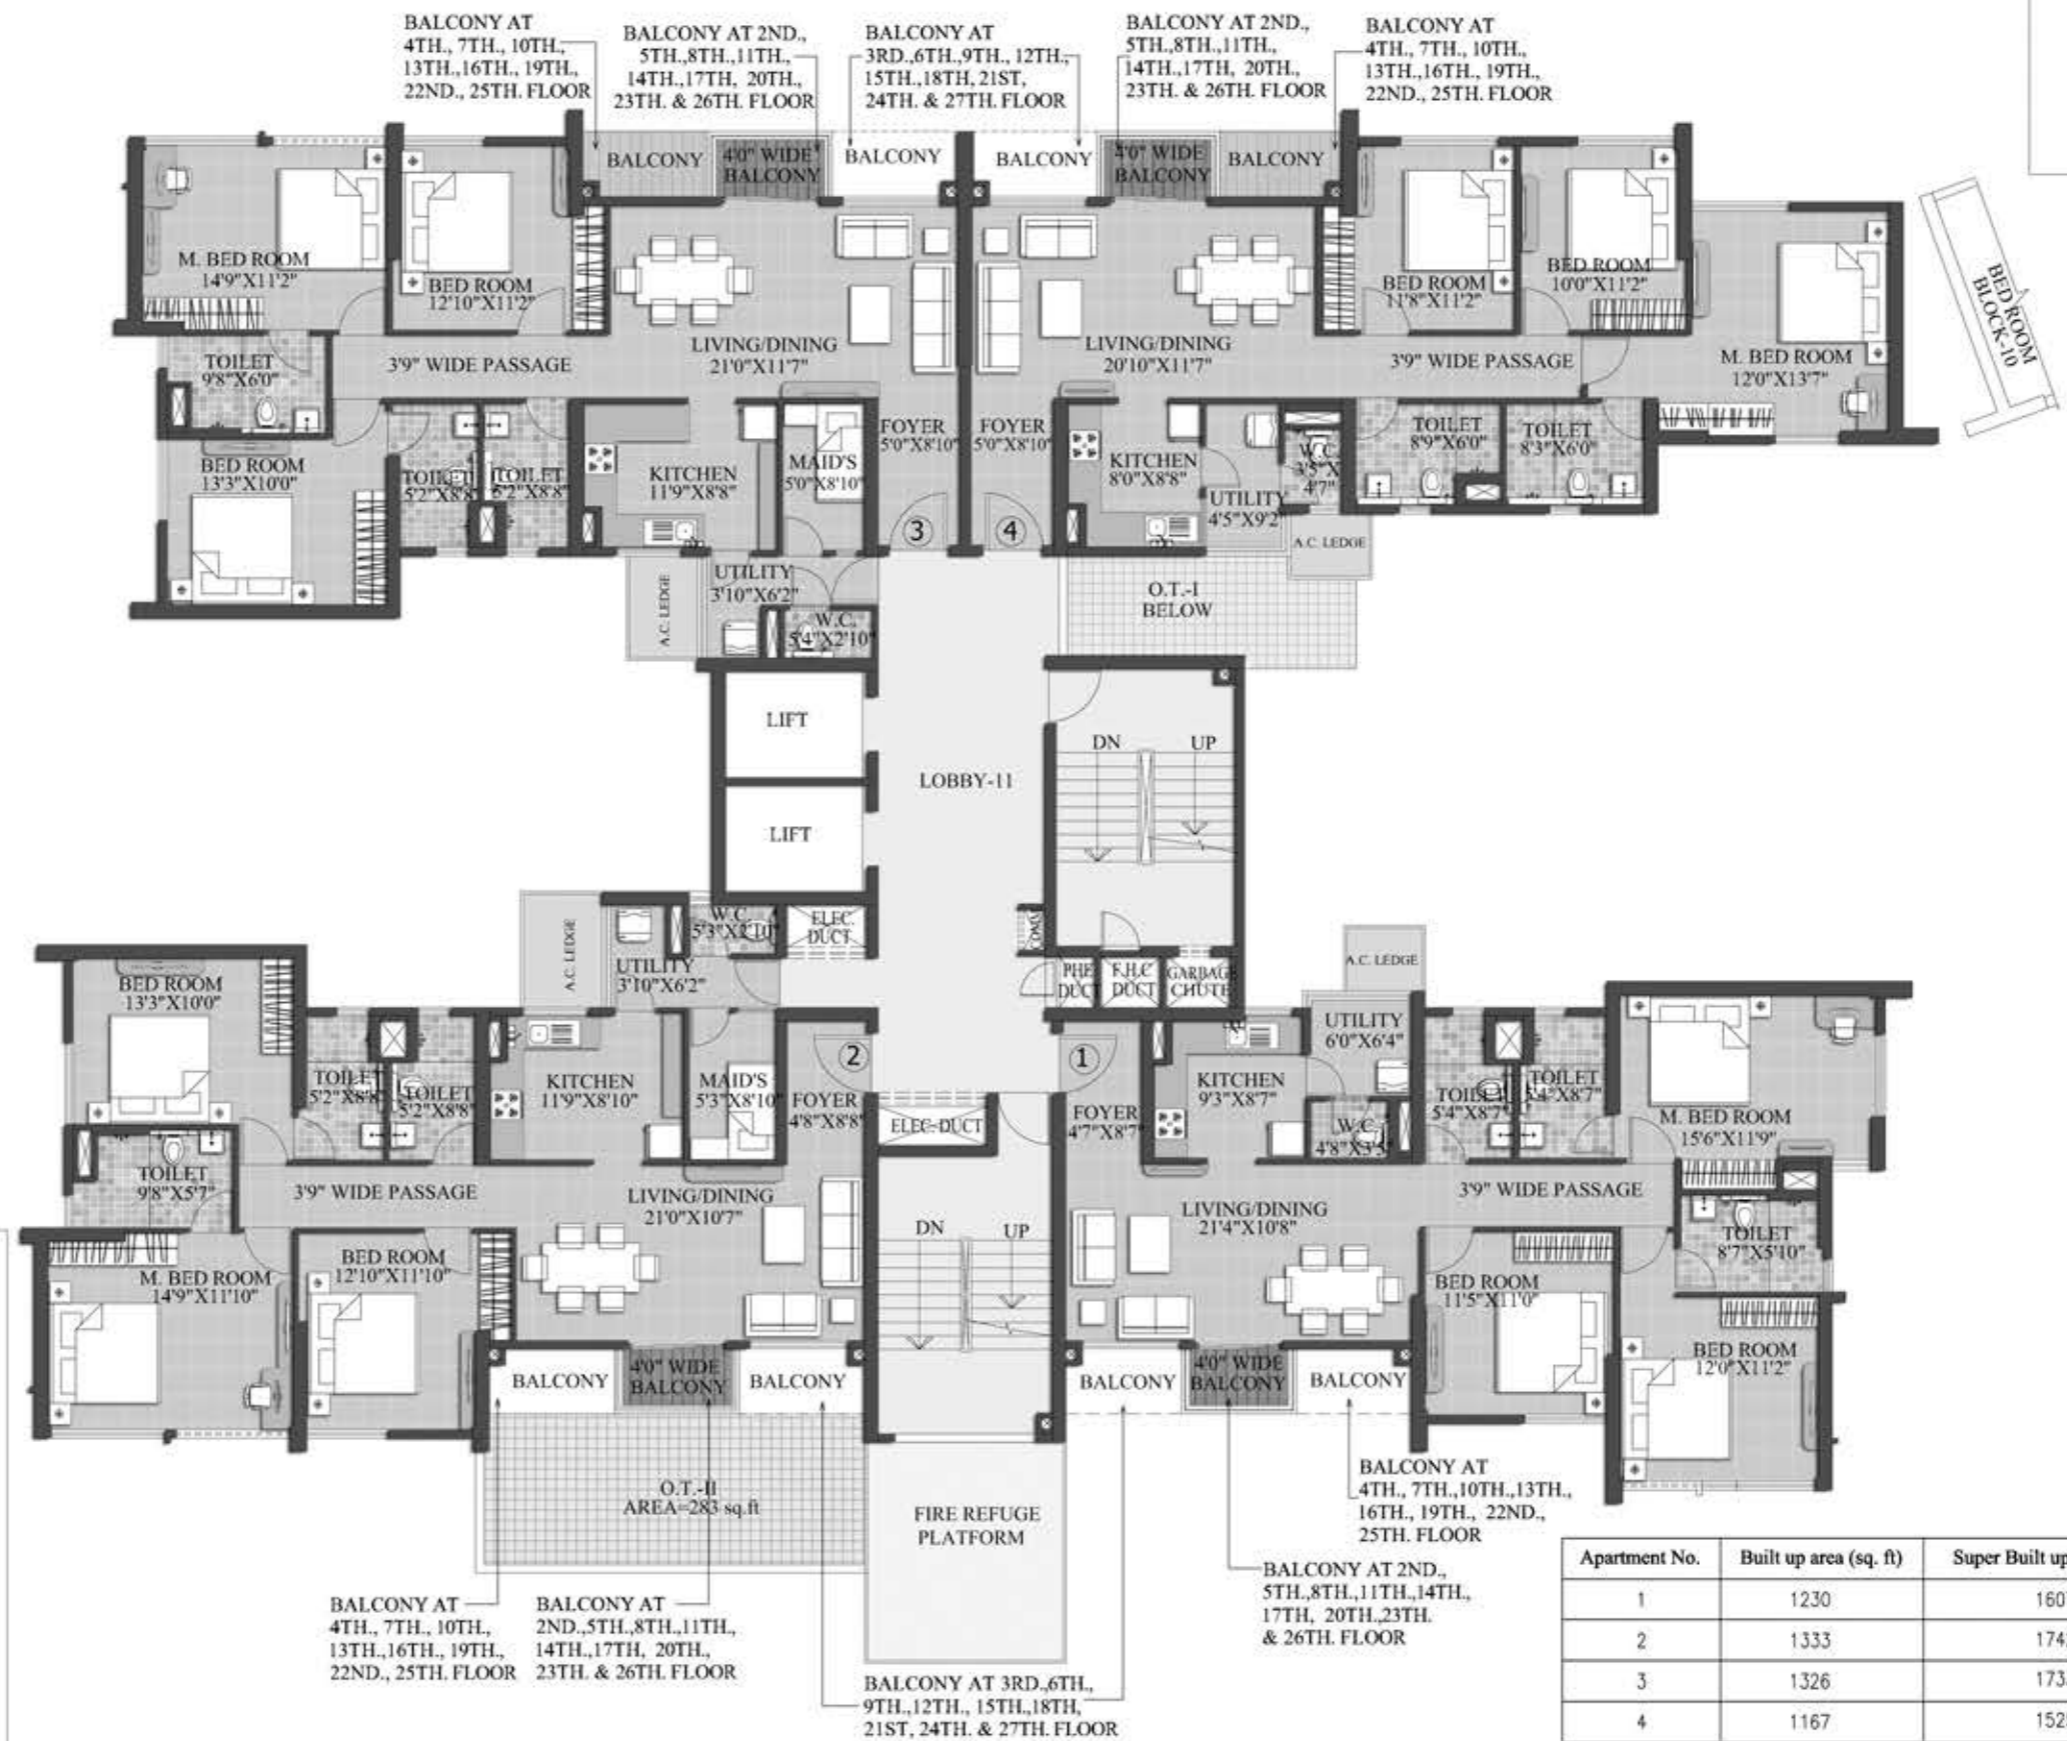 BALCONY AT
4TH., 7TH., 10TH.,
13TH.,16TH., 19TH.,
22ND., 25TH. FLOOR
BALCONY AT 2ND.,
5TH.,8TH.,11TH.,
14TH.,17TH, 20TH.,
23TH. & 26TH. FLOOR
BALCONY AT
3RD.,6TH.,9TH., 12TH.,
15TH.,18TH, 21ST,
24TH. & 27TH. FLOOR
BALCONY AT 2ND.,
5TH.,8TH.,11TH.,
14TH.,17TH, 20TH.,
23TH. & 26TH. FLOOR
BALCONY AT
4TH., 7TH., 10TH.,
13TH.,16TH., 19TH.,
22ND., 25TH. FLOOR
BALCONY
4'0" WIDE
BALCONY
BALCONY
BALCONY
4'0" WIDE
BALCONY
BALCONY
M. BED ROOM
14'9"X11'2"
BED ROOM
12'10"X11'2"
LIVING/DINING
21'0"X11'7"
LIVING/DINING
20'10"X11'7"
BED ROOM
11'8"X11'2"
BED ROOM
10'0"X11'2"
M. BED ROOM
12'0"X13'7"
BED ROOM
BLOCK-10
TOILET
9'8"X6'0"
3'9" WIDE PASSAGE
3'9" WIDE PASSAGE
BED ROOM
13'3"X10'0"
TOILET
5'2"X8'8"
TOILET
5'2"X8'8"
KITCHEN
11'9"X8'8"
MAID'S
5'0"X8'10"
FOYER
5'0"X8'10"
FOYER
5'0"X8'10"
KITCHEN
8'0"X8'8"
UTILITY
4'5"X9'2"
W.C.
3'5"X
4'7"
TOILET
8'9"X6'0"
TOILET
8'3"X6'0"
3
4
A.C. LEDGE
UTILITY
3'10"X6'2"
A.C. LEDGE
W.C.
5'4"X2'10"
O.T.-I
BELOW
LIFT
LIFT
LOBBY-11
DN
UP
A.C. LEDGE
W.C.
5'3"X2'10"
ELEC.
DUCT
COMM
UTILITY
3'10"X6'2"
PHE
DUCT
F.H.C
DUCT
GARBAGE
CHUTE
A.C. LEDGE
BED ROOM
13'3"X10'0"
TOILET
5'2"X8'8"
TOILET
5'2"X8'8"
KITCHEN
11'9"X8'10"
MAID'S
5'3"X8'10"
FOYER
4'8"X8'8"
2
1
ELEC. DUCT
FOYER
4'7"X8'7"
KITCHEN
9'3"X8'7"
UTILITY
6'0"X6'4"
W.C.
4'8"X3'5"
TOILET
5'4"X8'7"
TOILET
5'4"X8'7"
M. BED ROOM
15'6"X11'9"
TOILET
9'8"X5'7"
3'9" WIDE PASSAGE
LIVING/DINING
21'0"X10'7"
LIVING/DINING
21'4"X10'8"
3'9" WIDE PASSAGE
TOILET
8'7"X5'10"
M. BED ROOM
14'9"X11'10"
BED ROOM
12'10"X11'10"
DN
UP
BED ROOM
11'5"X11'0"
BED ROOM
12'0"X11'2"
BALCONY
4'0" WIDE
BALCONY
BALCONY
BALCONY
4'0" WIDE
BALCONY
BALCONY
O.T.-II
AREA=283 sq.ft
FIRE REFUGE
PLATFORM
BALCONY AT
4TH., 7TH.,10TH.,13TH.,
16TH., 19TH., 22ND.,
25TH. FLOOR
BALCONY AT 2ND.,
5TH.,8TH.,11TH.,14TH.,
17TH, 20TH.,23TH.
& 26TH. FLOOR
BALCONY AT
4TH., 7TH., 10TH.,
13TH.,16TH., 19TH.,
22ND., 25TH. FLOOR
BALCONY AT
2ND.,5TH.,8TH.,11TH.,
14TH.,17TH, 20TH.,
23TH. & 26TH. FLOOR
BALCONY AT 3RD.,6TH.,
9TH.,12TH., 15TH.,18TH,
21ST, 24TH. & 27TH. FLOOR
Apartment No. Built up area (sq. ft) Super Built up
1 1230 160
2 1333 174
3 1326 173
4 1167 152